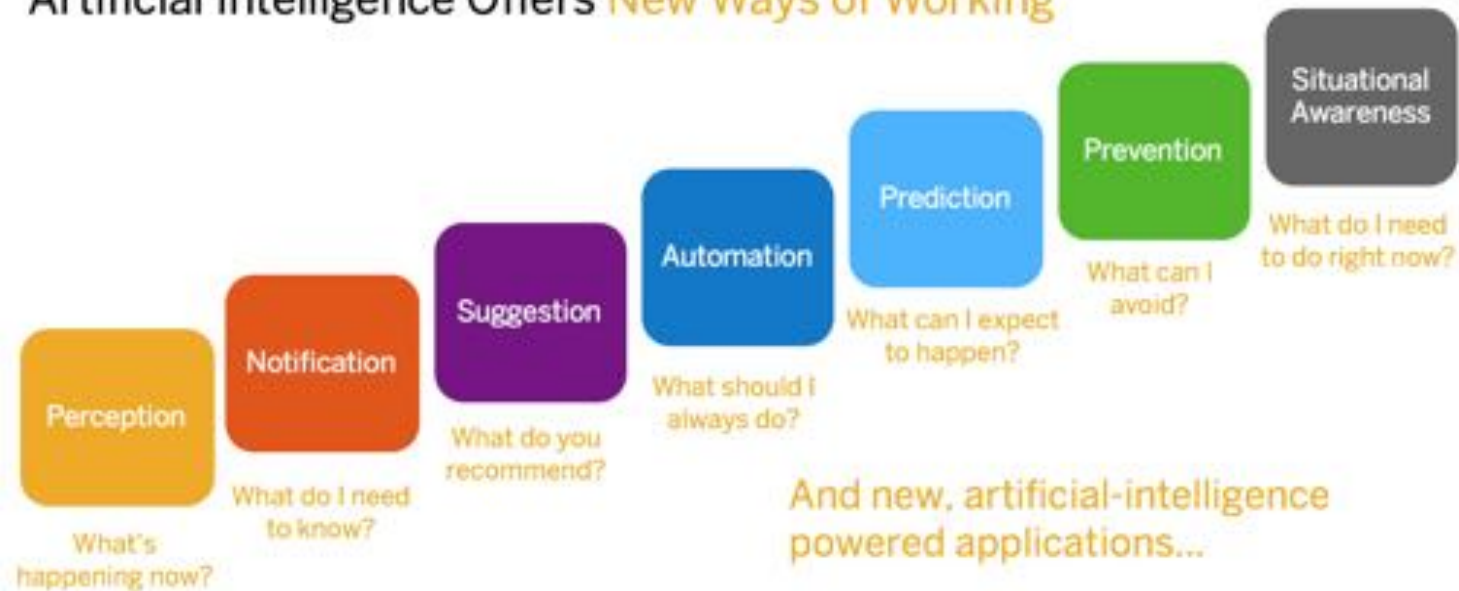 Artificial Intelligence Offers New Ways of Working
Situational
Awareness
What do I need
to do right now?
Prevention
What can I
avoid?
Prediction
What can I expect
to happen?
Automation
What should I
always do?
Suggestion
What do you
recommend?
Notification
What do I need
to know?
Perception
What's
happening now?
And new, artificial-intelligence
powered applications...